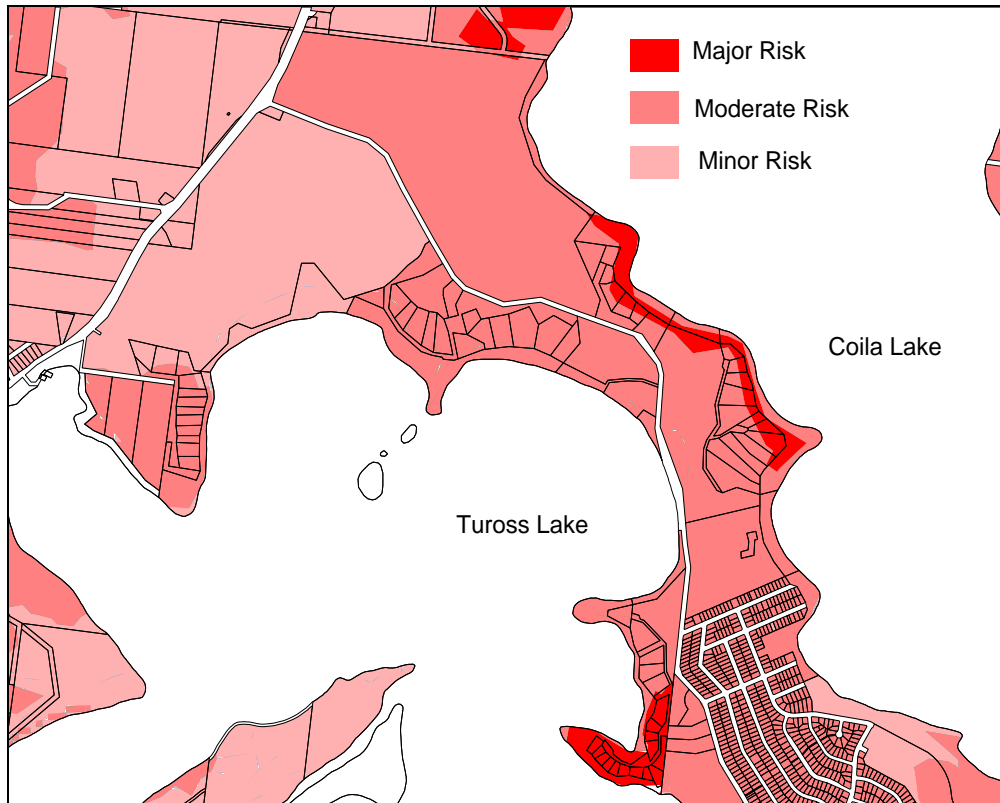 Major Risk
Moderate Risk
Minor Risk
Coila Lake
Tuross Lake